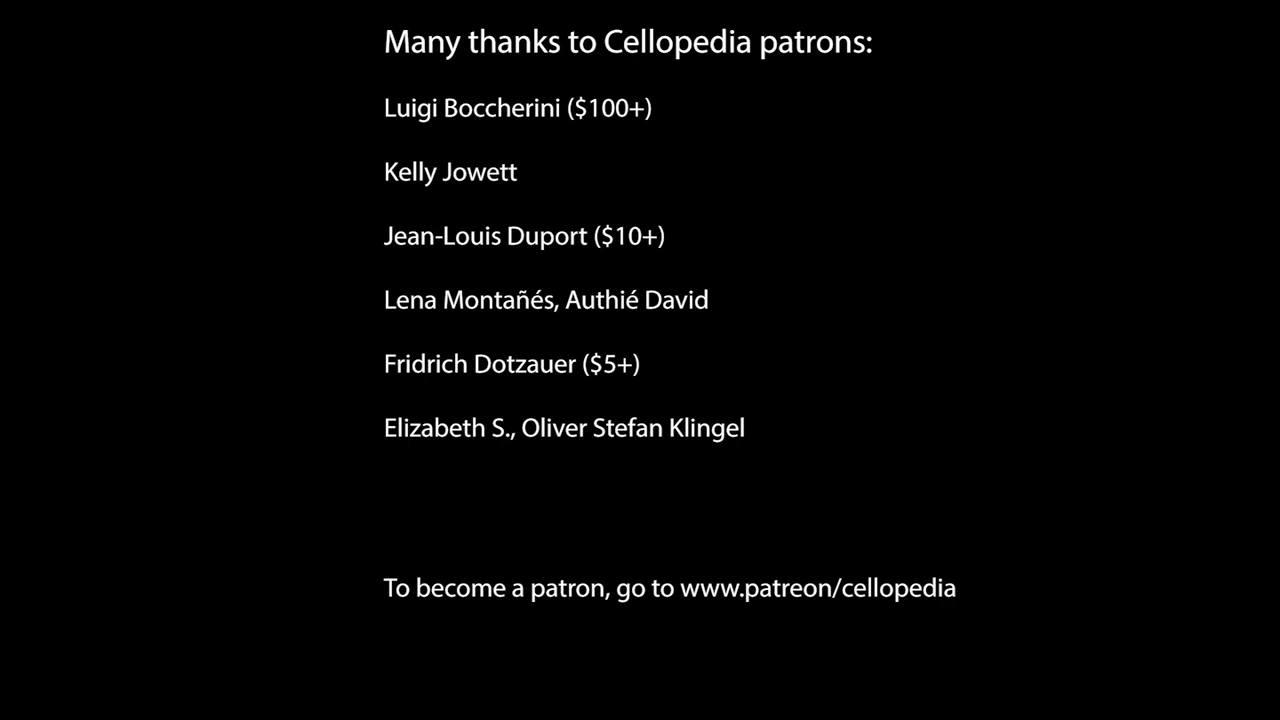 Many thanks to Cellopedia patrons:
Luigi Boccherini ($100+)
Kelly Jowett
Jean-Louis Duport ($10+)
Lena Montañés, Authié David
Fridrich Dotzauer ($5+)
Elizabeth S., Oliver Stefan Klingel
To become a patron, go to www.patreon/cellopedia